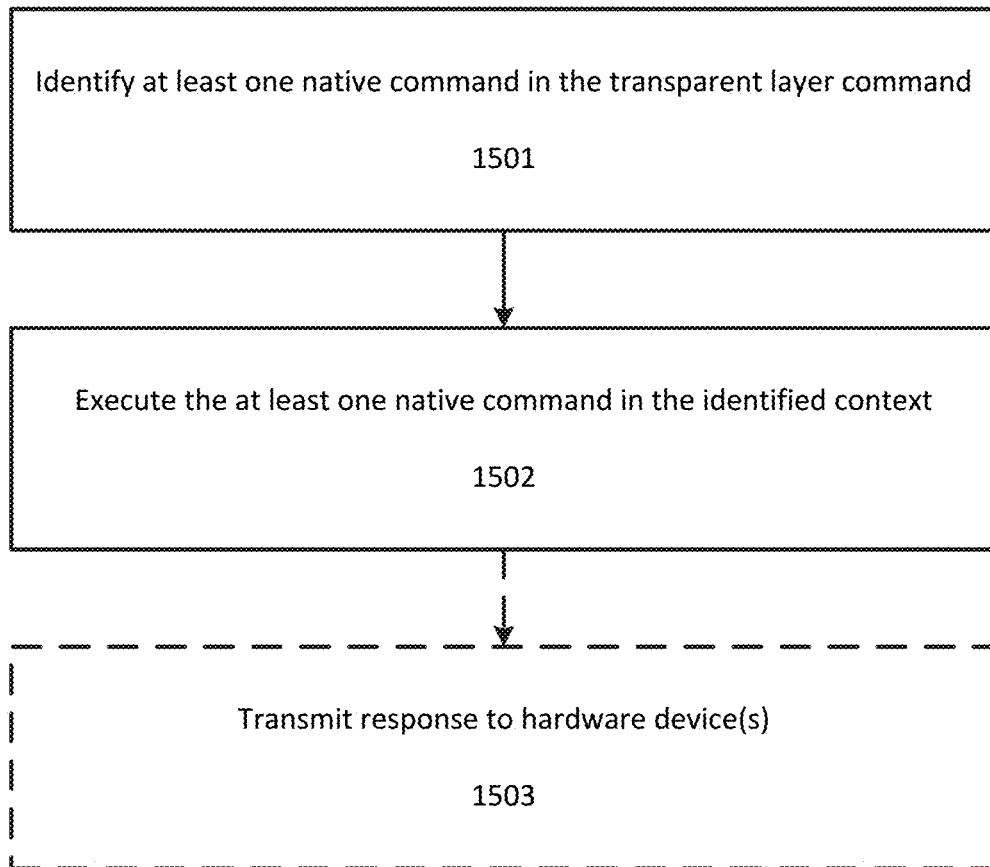 Identify at least one native command in the transparent layer command
1501
Execute the at least one native command in the identified context
1502
Transmit response to hardware device(s)
1503